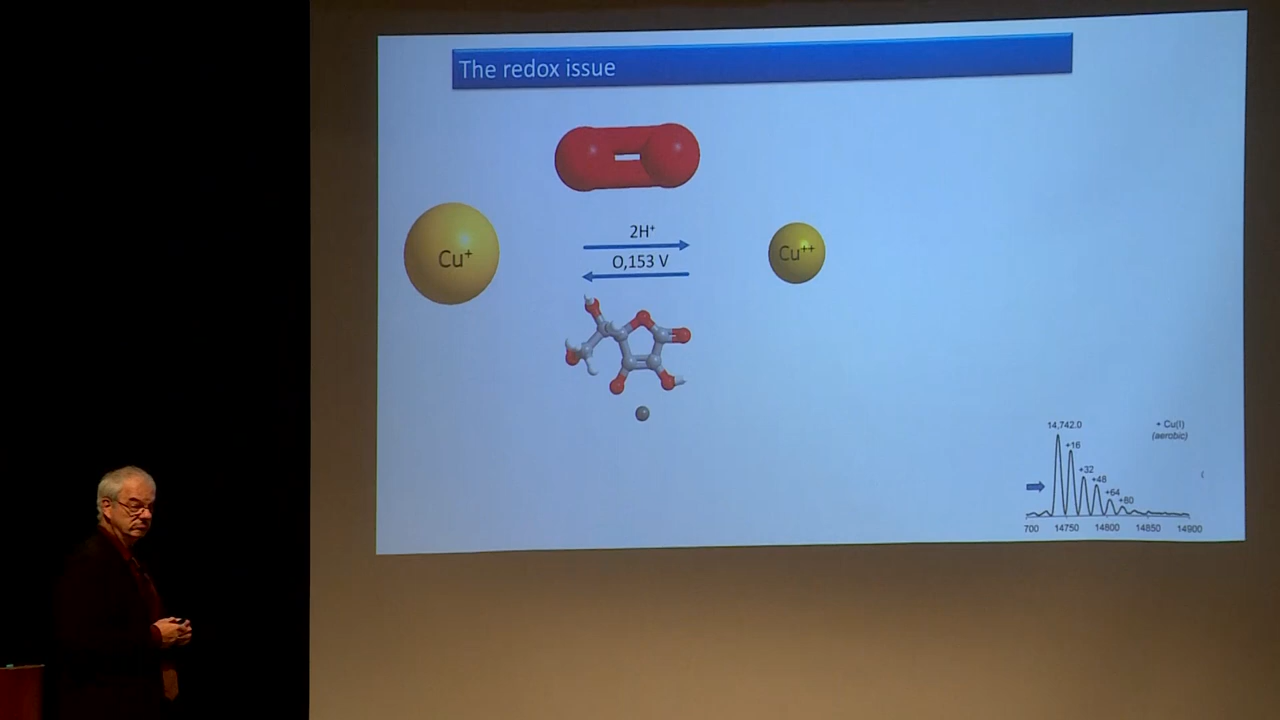 The redox issue
2H⁺
Cu⁺
Cu⁺⁺
0,153 V
14,742.0
+ Cu(I)
(aerobic)
+16
+32
+48
+64
+80
700 14750 14800 14850 14900